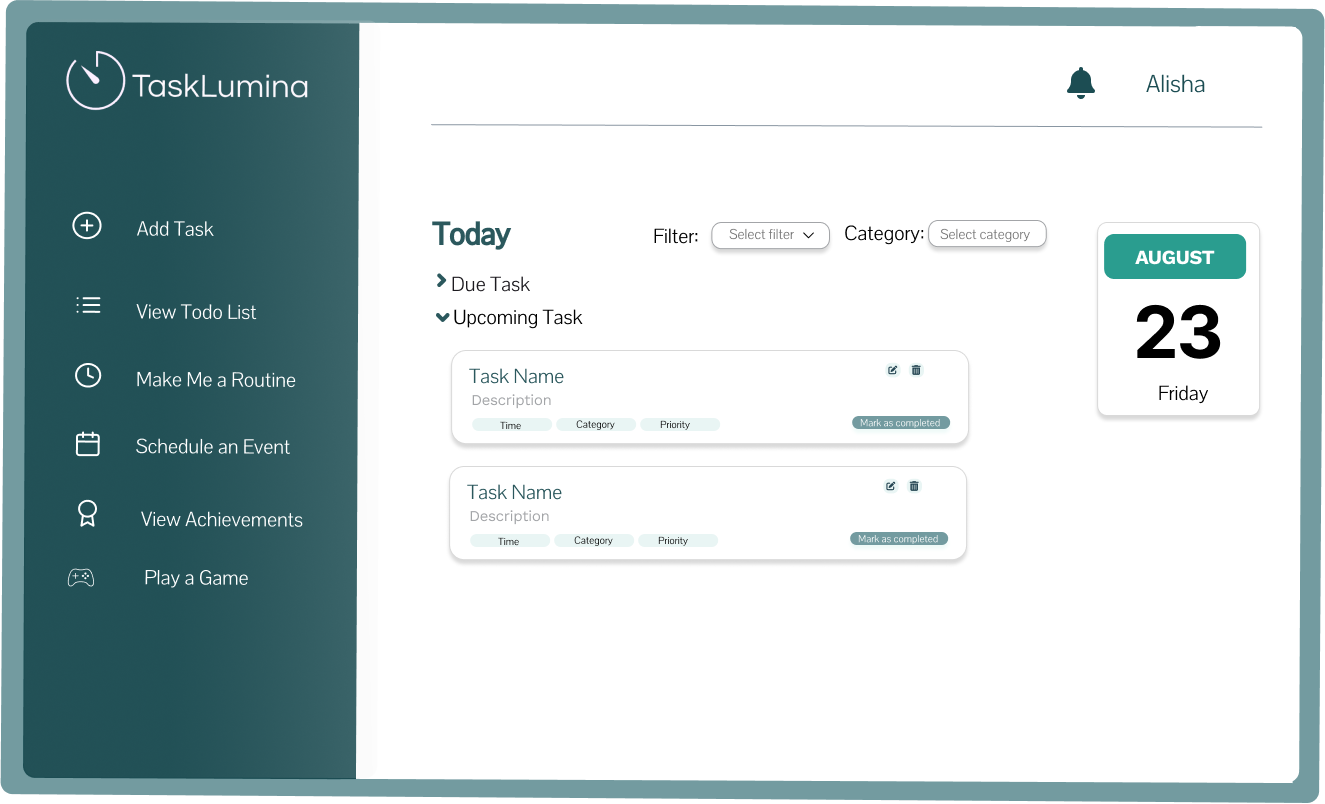 TaskLumina
Alisha
Add Task
View Todo List
Make Me a Routine
Schedule an Event
View Achievements
Play a Game
Today
Filter: Select filter Category: Select category
Due Task
Upcoming Task
Task Name
Description
Time Category Priority Mark as completed
Task Name
Description
Time Category Priority Mark as completed
AUGUST
23
Friday